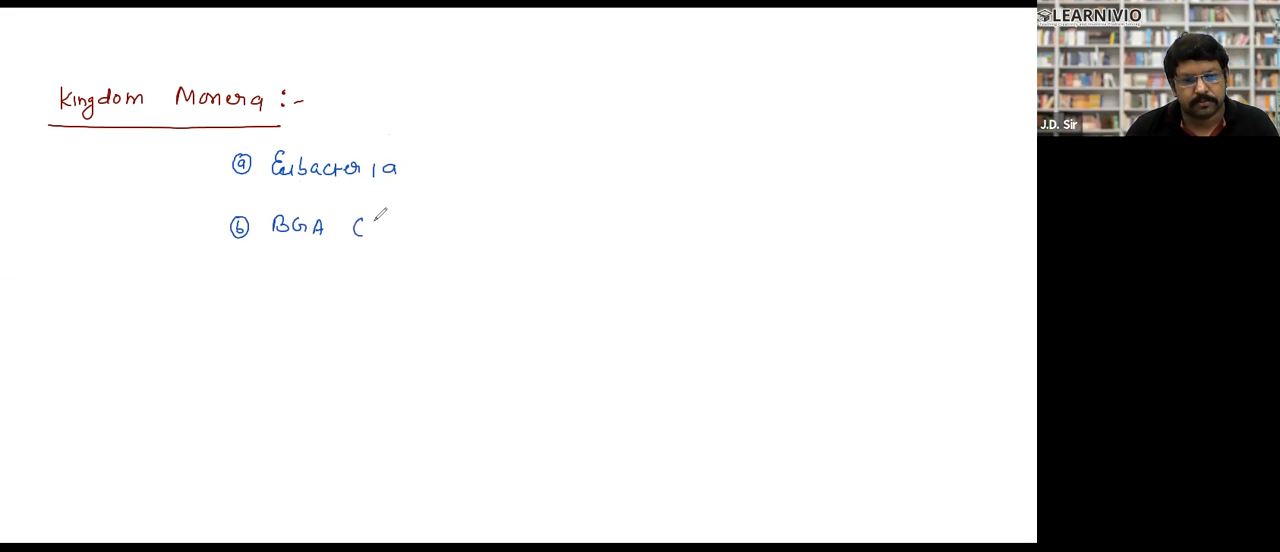 Kingdom Monera :-
ⓐ Eubacteria
ⓑ BGA (
LEARNIVIO
J.D. Sir